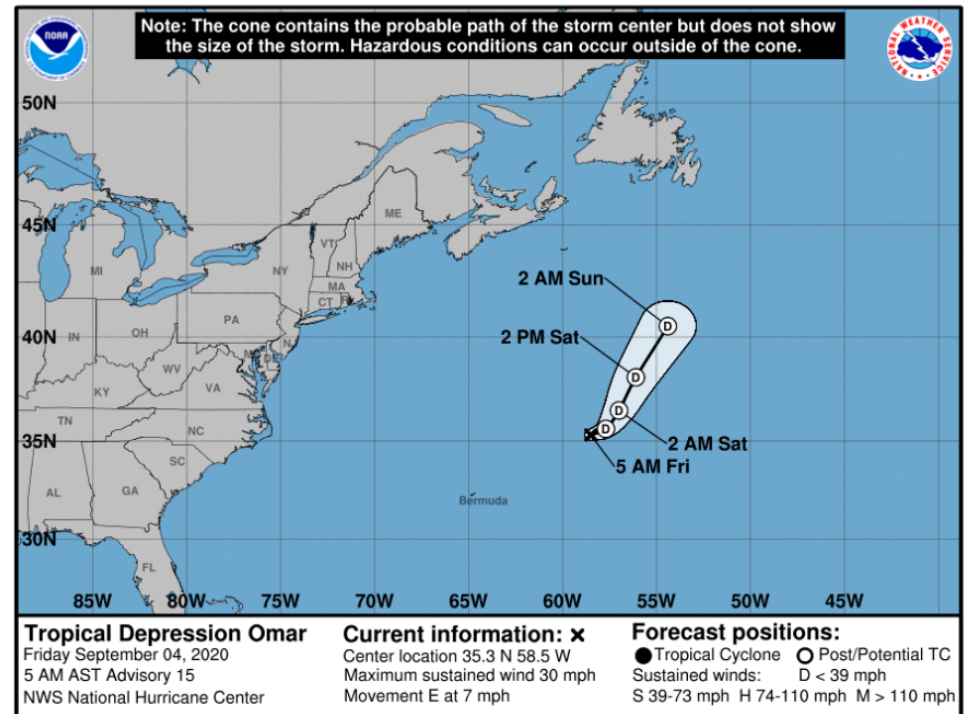 Note: The cone contains the probable path of the storm center but does not show
the size of the storm. Hazardous conditions can occur outside of the cone.
NOAA
NATIONAL WEATHER SERVICE
50N
45N
40N
35N
30N
ME
VT
NH
MA
CT
NY
MI
PA
OH
IN
WV
VA
KY
DE
TN
NC
SC
AL
GA
FL
2 AM Sun
D
2 PM Sat
D
D
D
2 AM Sat
5 AM Fri
Bermuda
85W 80W 75W 70W 65W 60W 55W 50W 45W
Tropical Depression Omar
Friday September 04, 2020
5 AM AST Advisory 15
NWS National Hurricane Center
Current information: x
Center location 35.3 N 58.5 W
Maximum sustained wind 30 mph
Movement E at 7 mph
Forecast positions:
● Tropical Cyclone O Post/Potential TC
Sustained winds: D < 39 mph
S 39-73 mph H 74-110 mph M > 110 mph